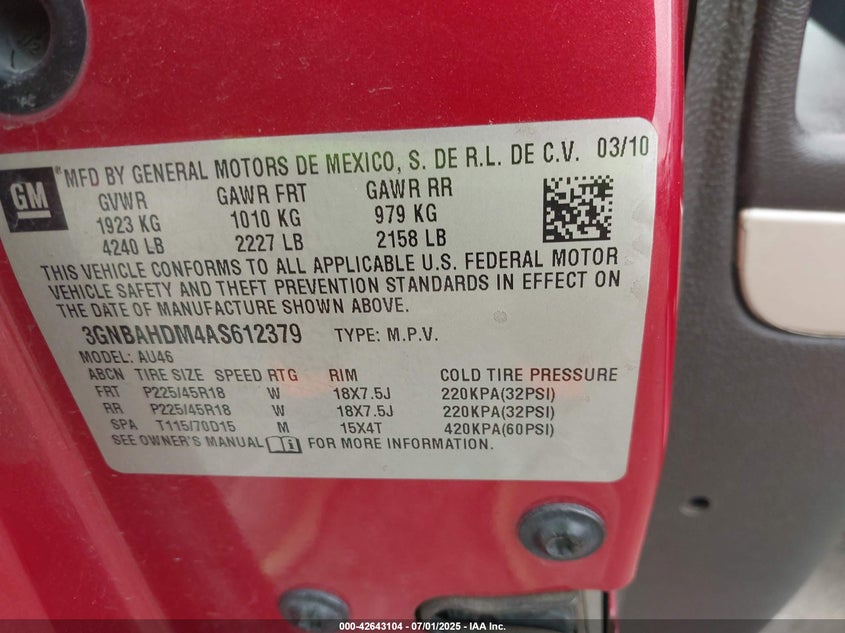 GM
® MFD BY GENERAL MOTORS DE MEXICO, S. DE R.L. DE C.V. 03/10
GVWR GAWR FRT GAWR RR
1923 KG 1010 KG 979 KG
4240 LB 2227 LB 2158 LB
THIS VEHICLE CONFORMS TO ALL APPLICABLE U.S. FEDERAL MOTOR
VEHICLE SAFETY AND THEFT PREVENTION STANDARDS IN EFFECT ON
THE DATE OF MANUFACTURE SHOWN ABOVE.
3GNBAHDM4AS612379 TYPE: M.P.V.
MODEL: AU46
ABCN TIRE SIZE SPEED RTG RIM COLD TIRE PRESSURE
FRT P225/45R18 W 18X7.5J 220KPA(32PSI)
RR P225/45R18 W 18X7.5J 220KPA(32PSI)
SPA T115/70D15 M 15X4T 420KPA(60PSI)
SEE OWNER'S MANUAL i FOR MORE INFORMATION.
000-42643104 - 07/01/2025 - IAA Inc.